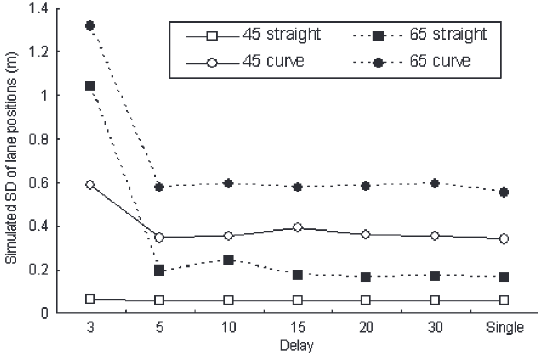 1.4
1.2
1
0.8
0.6
0.4
0.2
0
Simulated SD of lane positions (m)
45 straight
65 straight
45 curve
65 curve
3
5
10
15
20
30
Single
Delay